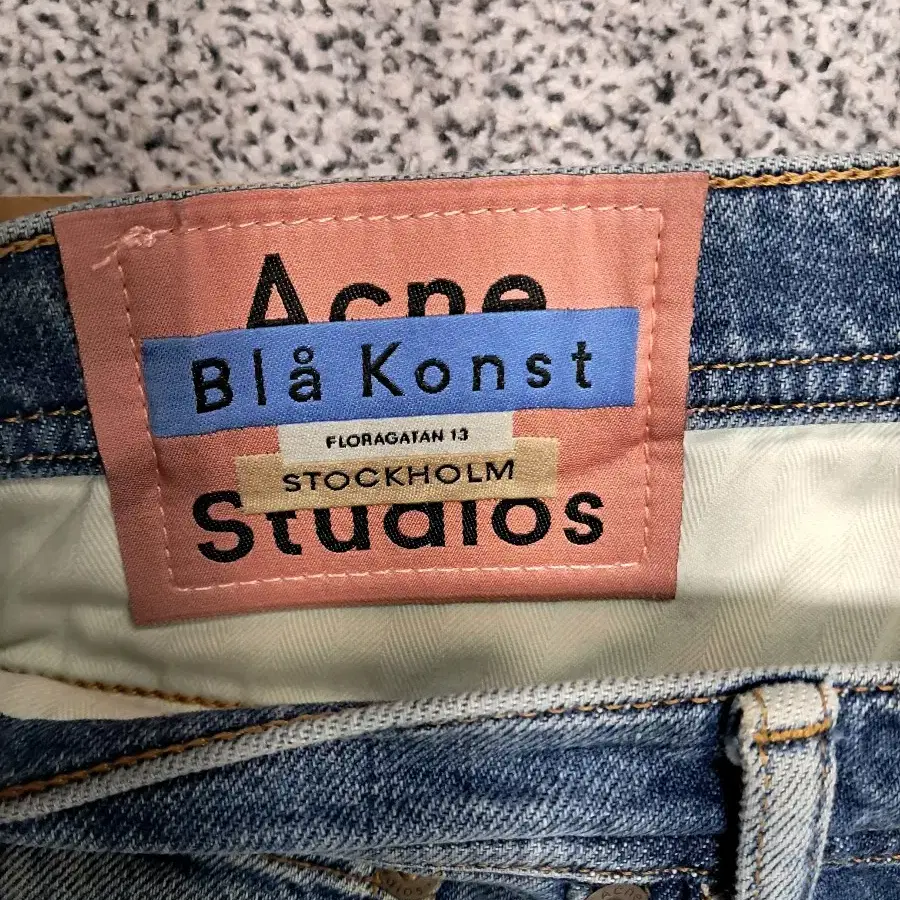 Acne
Blå Konst
FLORAGATAN 13
STOCKHOLM
Studios